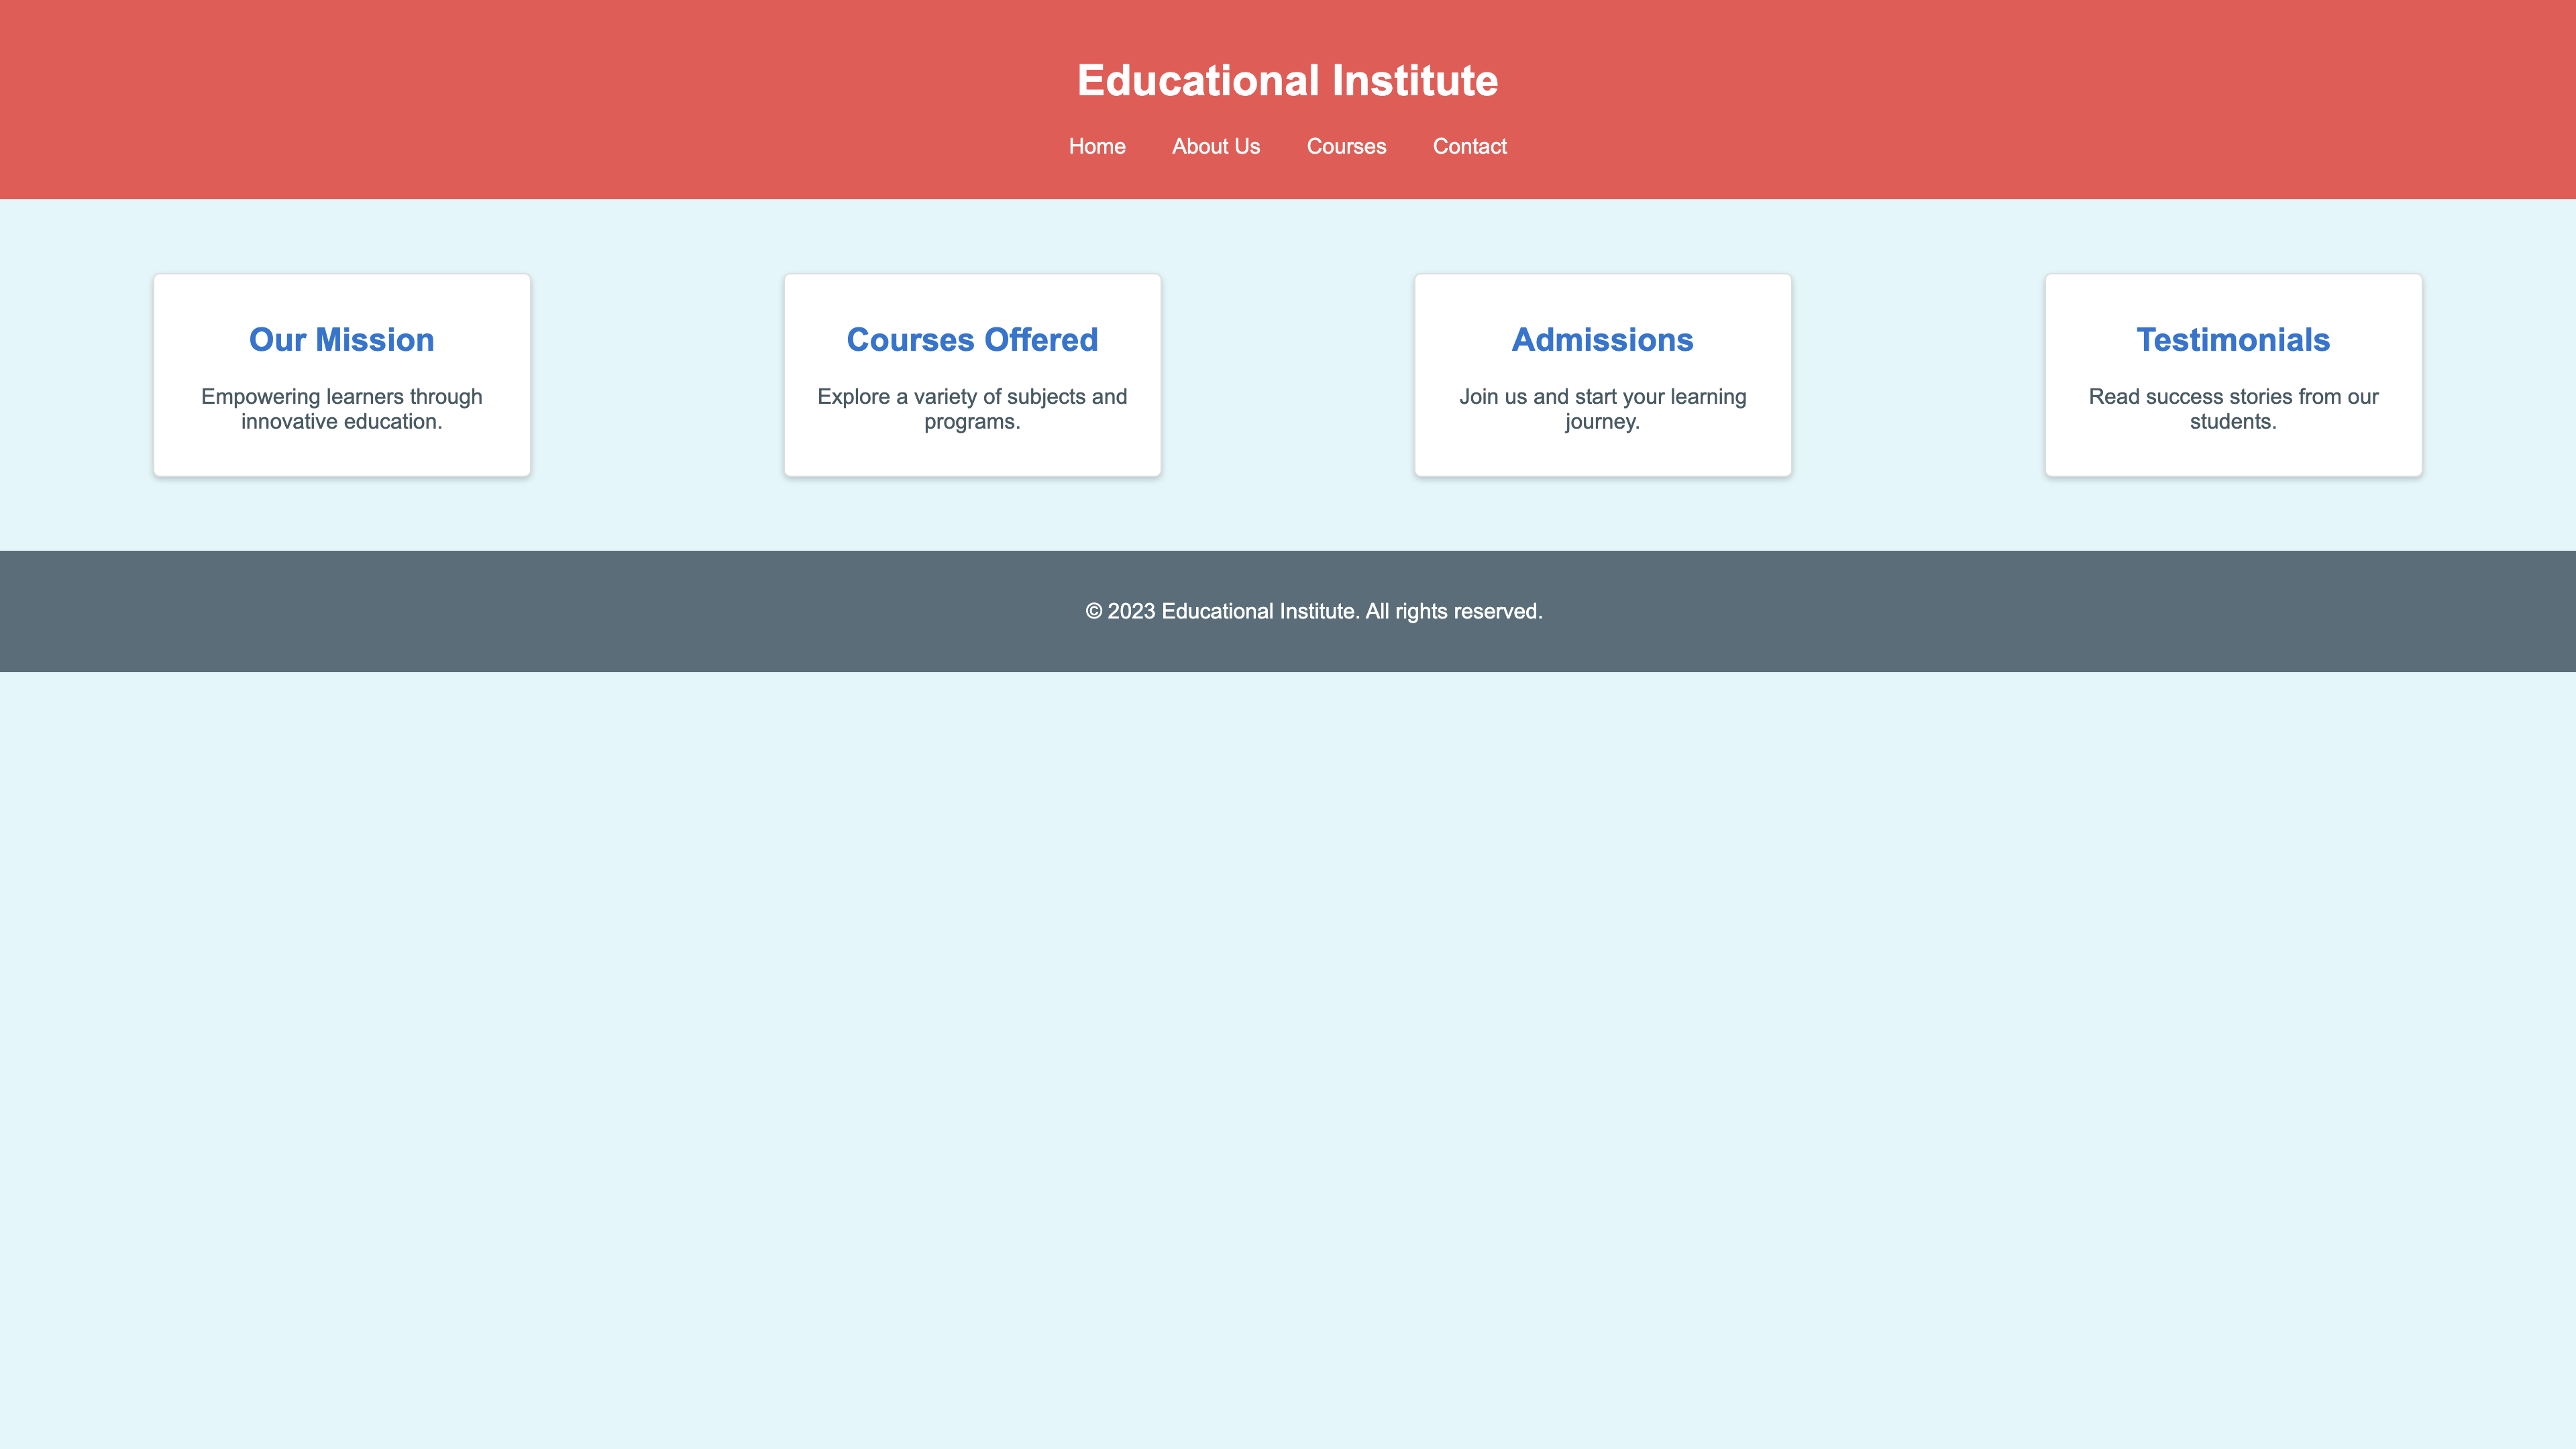 Educational Institute
Home About Us Courses Contact
Our Mission
Empowering learners through
innovative education.
Courses Offered
Explore a variety of subjects and
programs.
Admissions
Join us and start your learning
journey.
Testimonials
Read success stories from our
students.
© 2023 Educational Institute. All rights reserved.